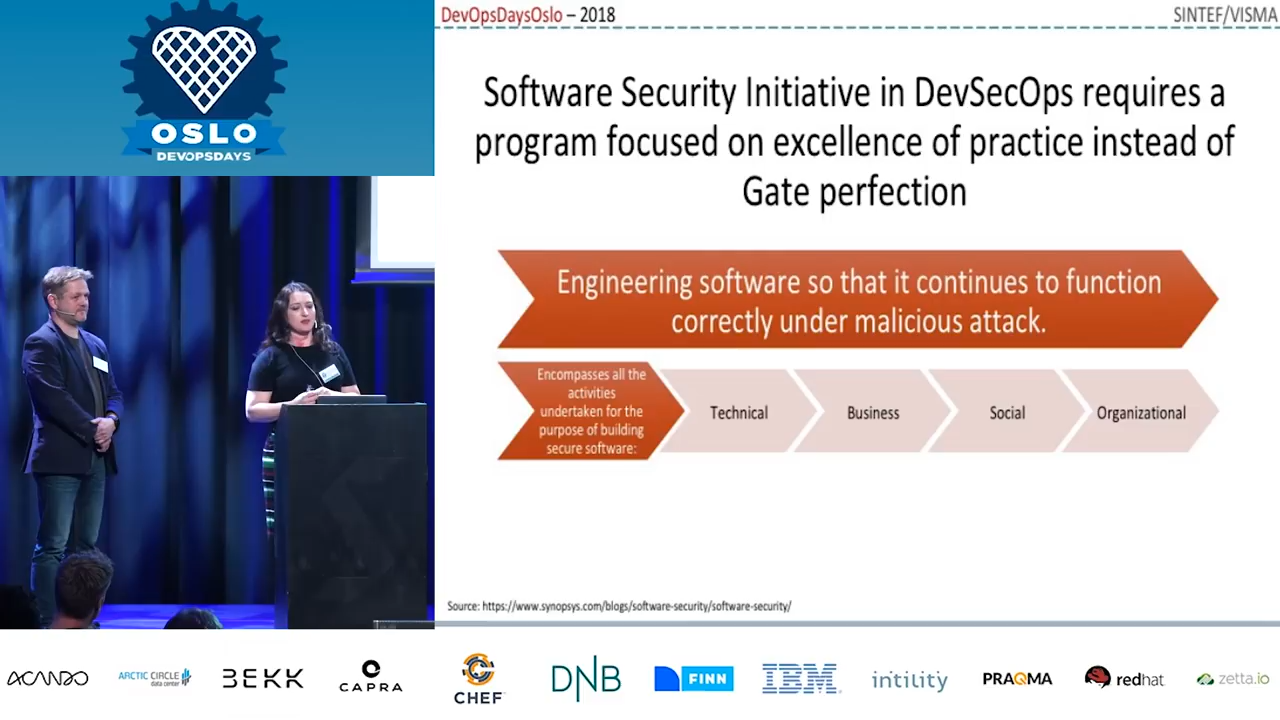 OSLO
DEVOPSDAYS
DevOpsDaysOslo – 2018
SINTEF/VISMA
Software Security Initiative in DevSecOps requires a
program focused on excellence of practice instead of
Gate perfection
Engineering software so that it continues to function
correctly under malicious attack.
Encompasses all the
activities
undertaken for the
purpose of building
secure software:
Technical
Business
Social
Organizational
Source: https://www.synopsys.com/blogs/software-security/software-security/
ACANDO
ARCTIC CIRCLE
data center
BEKK
CAPRA
CHEF
DNB
FINN
IBM
intility
PRAQMA
redhat
zetta.io